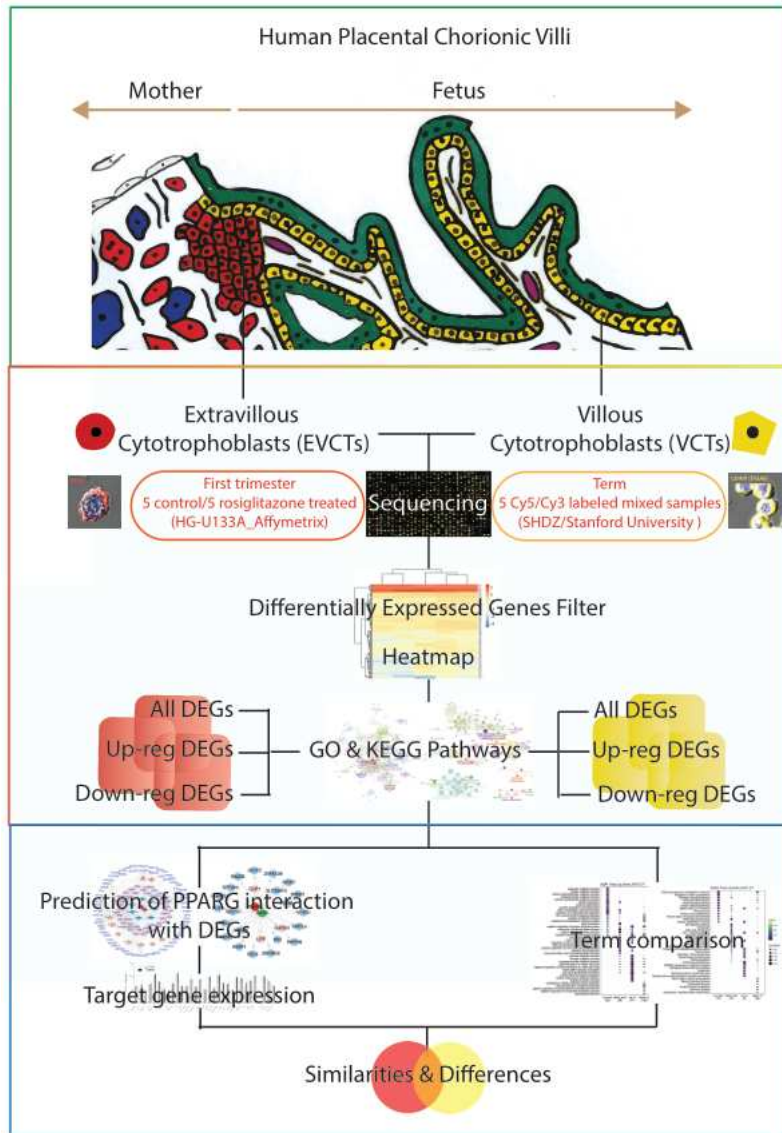 Human Placental Chorionic Villi
Mother
Fetus
Extravillous
Cytotrophoblasts (EVCTs)
Villous
Cytotrophoblasts (VCTs)
First trimester
5 control/5 rosiglitazone treated
(HG-U133A_Affymetrix)
Sequencing
Term
5 Cy5/Cy3 labeled mixed samples
(SHDZ/Stanford University )
Differentially Expressed Genes Filter
Heatmap
All DEGs
Up-reg DEGs
Down-reg DEGs
GO & KEGG Pathways
All DEGs
Up-reg DEGs
Down-reg DEGs
Prediction of PPARG interaction
with DEGs
Target gene expression
Term comparison
Similarities & Differences